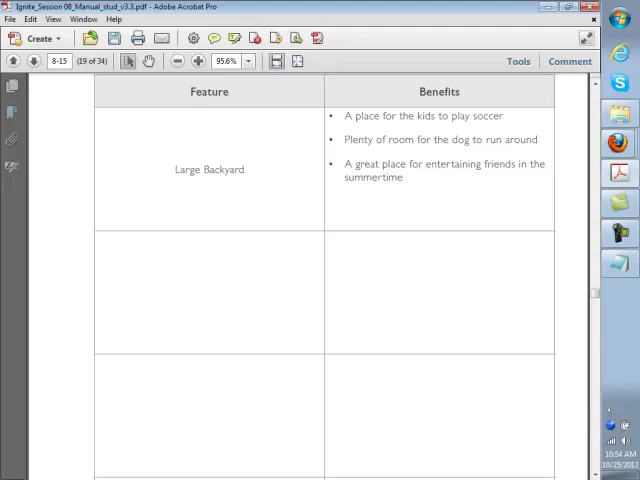 Ignite_Session 08_Manual_stud_v3.3.pdf - Adobe Acrobat Pro
File Edit View Window Help
Create
8-15 (19 of 34) 95.6% Tools Comment
Feature Benefits
Large Backyard
• A place for the kids to play soccer
• Plenty of room for the dog to run around
• A great place for entertaining friends in the
summertime
10:54 AM
10/25/2012